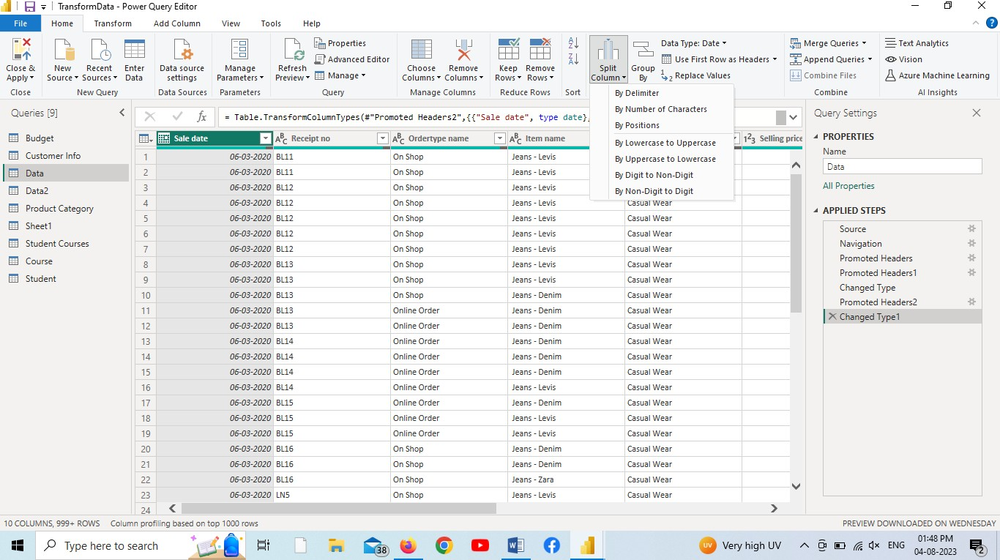 TransformData - Power Query Editor
File Home Transform Add Column View Tools Help
Close & Apply
New Source
Recent Sources
Enter Data
Data source settings
Manage Parameters
Refresh Preview
Properties
Advanced Editor
Manage
Choose Columns
Remove Columns
Keep Rows
Remove Rows
Split Column
Group By
Data Type: Date
Use First Row as Headers
Replace Values
Merge Queries
Append Queries
Combine Files
Text Analytics
Vision
Azure Machine Learning
Close New Query Data Sources Parameters Query Manage Columns Reduce Rows Sort Combine AI Insights
By Delimiter
By Number of Characters
By Positions
By Lowercase to Uppercase
By Uppercase to Lowercase
By Digit to Non-Digit
By Non-Digit to Digit
Queries [9]
Budget
Customer Info
Data
Data2
Product Category
Sheet1
Student Courses
Course
Student
fx = Table.TransformColumnTypes(#"Promoted Headers2",{{"Sale date", type date},
Sale date ABC Receipt no ABC Ordertype name ABC Item name 123 Selling price
1 06-03-2020 BL11 On Shop Jeans - Levis
2 06-03-2020 BL11 On Shop Jeans - Levis
3 06-03-2020 BL12 On Shop Jeans - Levis
4 06-03-2020 BL12 On Shop Jeans - Levis Casual Wear
5 06-03-2020 BL12 On Shop Jeans - Levis Casual Wear
6 06-03-2020 BL12 On Shop Jeans - Levis Casual Wear
7 06-03-2020 BL12 On Shop Jeans - Levis Casual Wear
8 06-03-2020 BL13 On Shop Jeans - Levis Casual Wear
9 06-03-2020 BL13 On Shop Jeans - Levis Casual Wear
10 06-03-2020 BL13 On Shop Jeans - Denim Casual Wear
11 06-03-2020 BL13 Online Order Jeans - Denim Casual Wear
12 06-03-2020 BL13 Online Order Jeans - Denim Casual Wear
13 06-03-2020 BL14 Online Order Jeans - Denim Casual Wear
14 06-03-2020 BL14 Online Order Jeans - Denim Casual Wear
15 06-03-2020 BL14 Online Order Jeans - Denim Casual Wear
16 06-03-2020 BL14 Online Order Jeans - Levis Casual Wear
17 06-03-2020 BL15 Online Order Jeans - Denim Casual Wear
18 06-03-2020 BL15 Online Order Jeans - Levis Casual Wear
19 06-03-2020 BL15 Online Order Jeans - Levis Casual Wear
20 06-03-2020 BL16 On Shop Jeans - Denim Casual Wear
21 06-03-2020 BL16 On Shop Jeans - Denim Casual Wear
22 06-03-2020 BL16 On Shop Jeans - Zara Casual Wear
23 06-03-2020 LN5 On Shop Jeans - Levis Casual Wear
24
Query Settings
PROPERTIES
Name
Data
All Properties
APPLIED STEPS
Source
Navigation
Promoted Headers
Promoted Headers1
Changed Type
Promoted Headers2
Changed Type1
10 COLUMNS, 999+ ROWS Column profiling based on top 1000 rows PREVIEW DOWNLOADED ON WEDNESDAY
Type here to search 38 UV Very high UV ENG 01:48 PM
04-08-2023 2